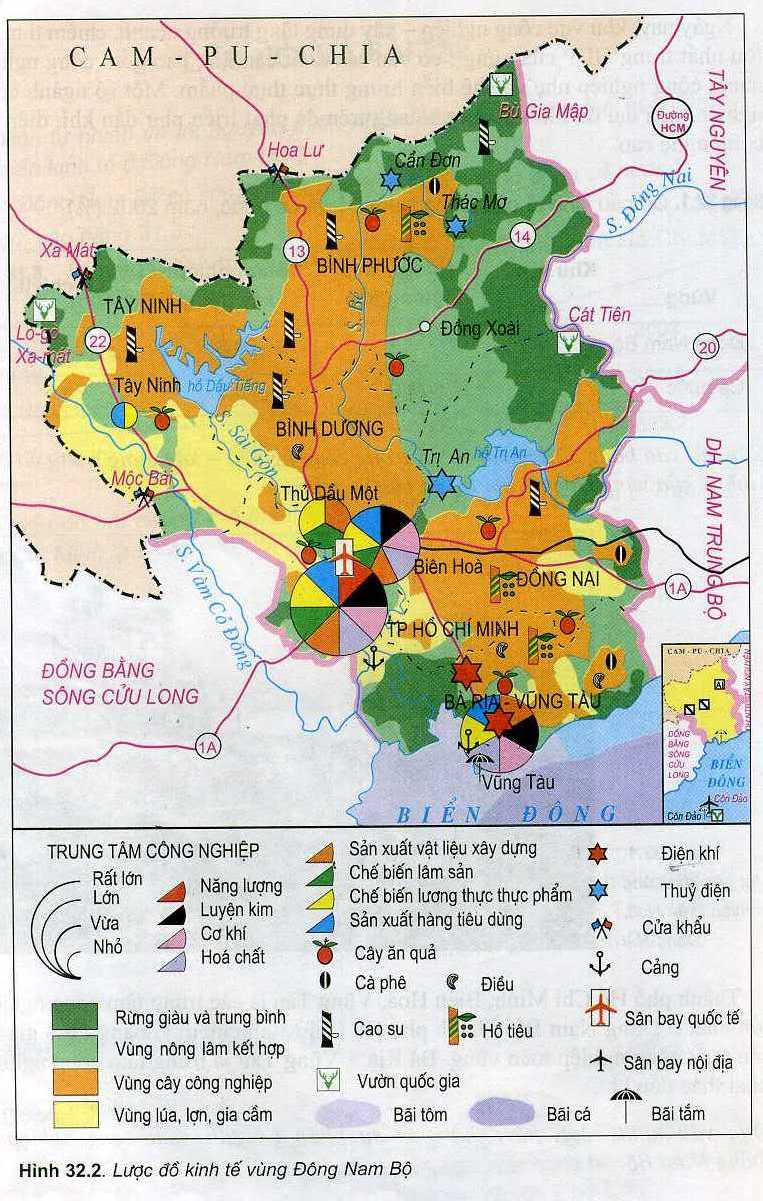 CAM - PU - CHIA
TÂY NGUYÊN
Bù Gia Mập
Đường
HCM
Hoa Lư
Cần Đơn
Thác Mơ
S. Đồng Nai
13
14
BÌNH PHƯỚC
Xa Mát
S. Bé
TÂY NINH
Lo-go
Xa-mát
22
Đồng Xoài
Cát Tiên
20
Tây Ninh
hồ Dầu Tiếng
S. Sài Gòn
BÌNH DƯƠNG
Trị An
hồ Trị An
DH. NAM TRUNG BỘ
Mộc Bài
Thủ Dầu Một
S. Vàm Cỏ Đông
Biên Hoà
ĐỒNG NAI
1A
TP HỒ CHÍ MINH
ĐỒNG BẰNG
SÔNG CỬU LONG
1A
BÀ RỊA - VŨNG TÀU
Vũng Tàu
BIỂN ĐÔNG
CAM - PU - CHIA
ĐỒNG
BẰNG
SÔNG
CỬU
LONG
BIỂN
ĐÔNG
Côn Đảo
TRUNG TÂM CÔNG NGHIỆP
Rất lớn
Lớn
Vừa
Nhỏ
Năng lượng
Luyện kim
Cơ khí
Hoá chất
Sản xuất vật liệu xây dựng
Chế biến lâm sản
Chế biến lương thực thực phẩm
Sản xuất hàng tiêu dùng
Cây ăn quả
Cà phê
Điều
Cao su
Hồ tiêu
Vườn quốc gia
Điện khí
Thuỷ điện
Cửa khẩu
Cảng
Sân bay quốc tế
Sân bay nội địa
Rừng giàu và trung bình
Vùng nông lâm kết hợp
Vùng cây công nghiệp
Vùng lúa, lợn, gia cầm
Bãi tôm
Bãi cá
Bãi tắm
Hình 32.2. Lược đồ kinh tế vùng Đông Nam Bộ